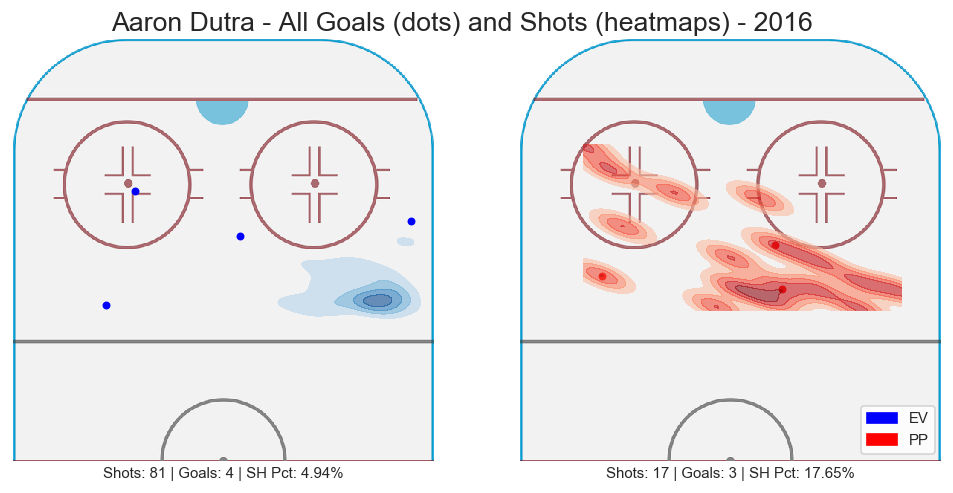 Aaron Dutra - All Goals (dots) and Shots (heatmaps) - 2016
EV
PP
Shots: 81 | Goals: 4 | SH Pct: 4.94%
Shots: 17 | Goals: 3 | SH Pct: 17.65%